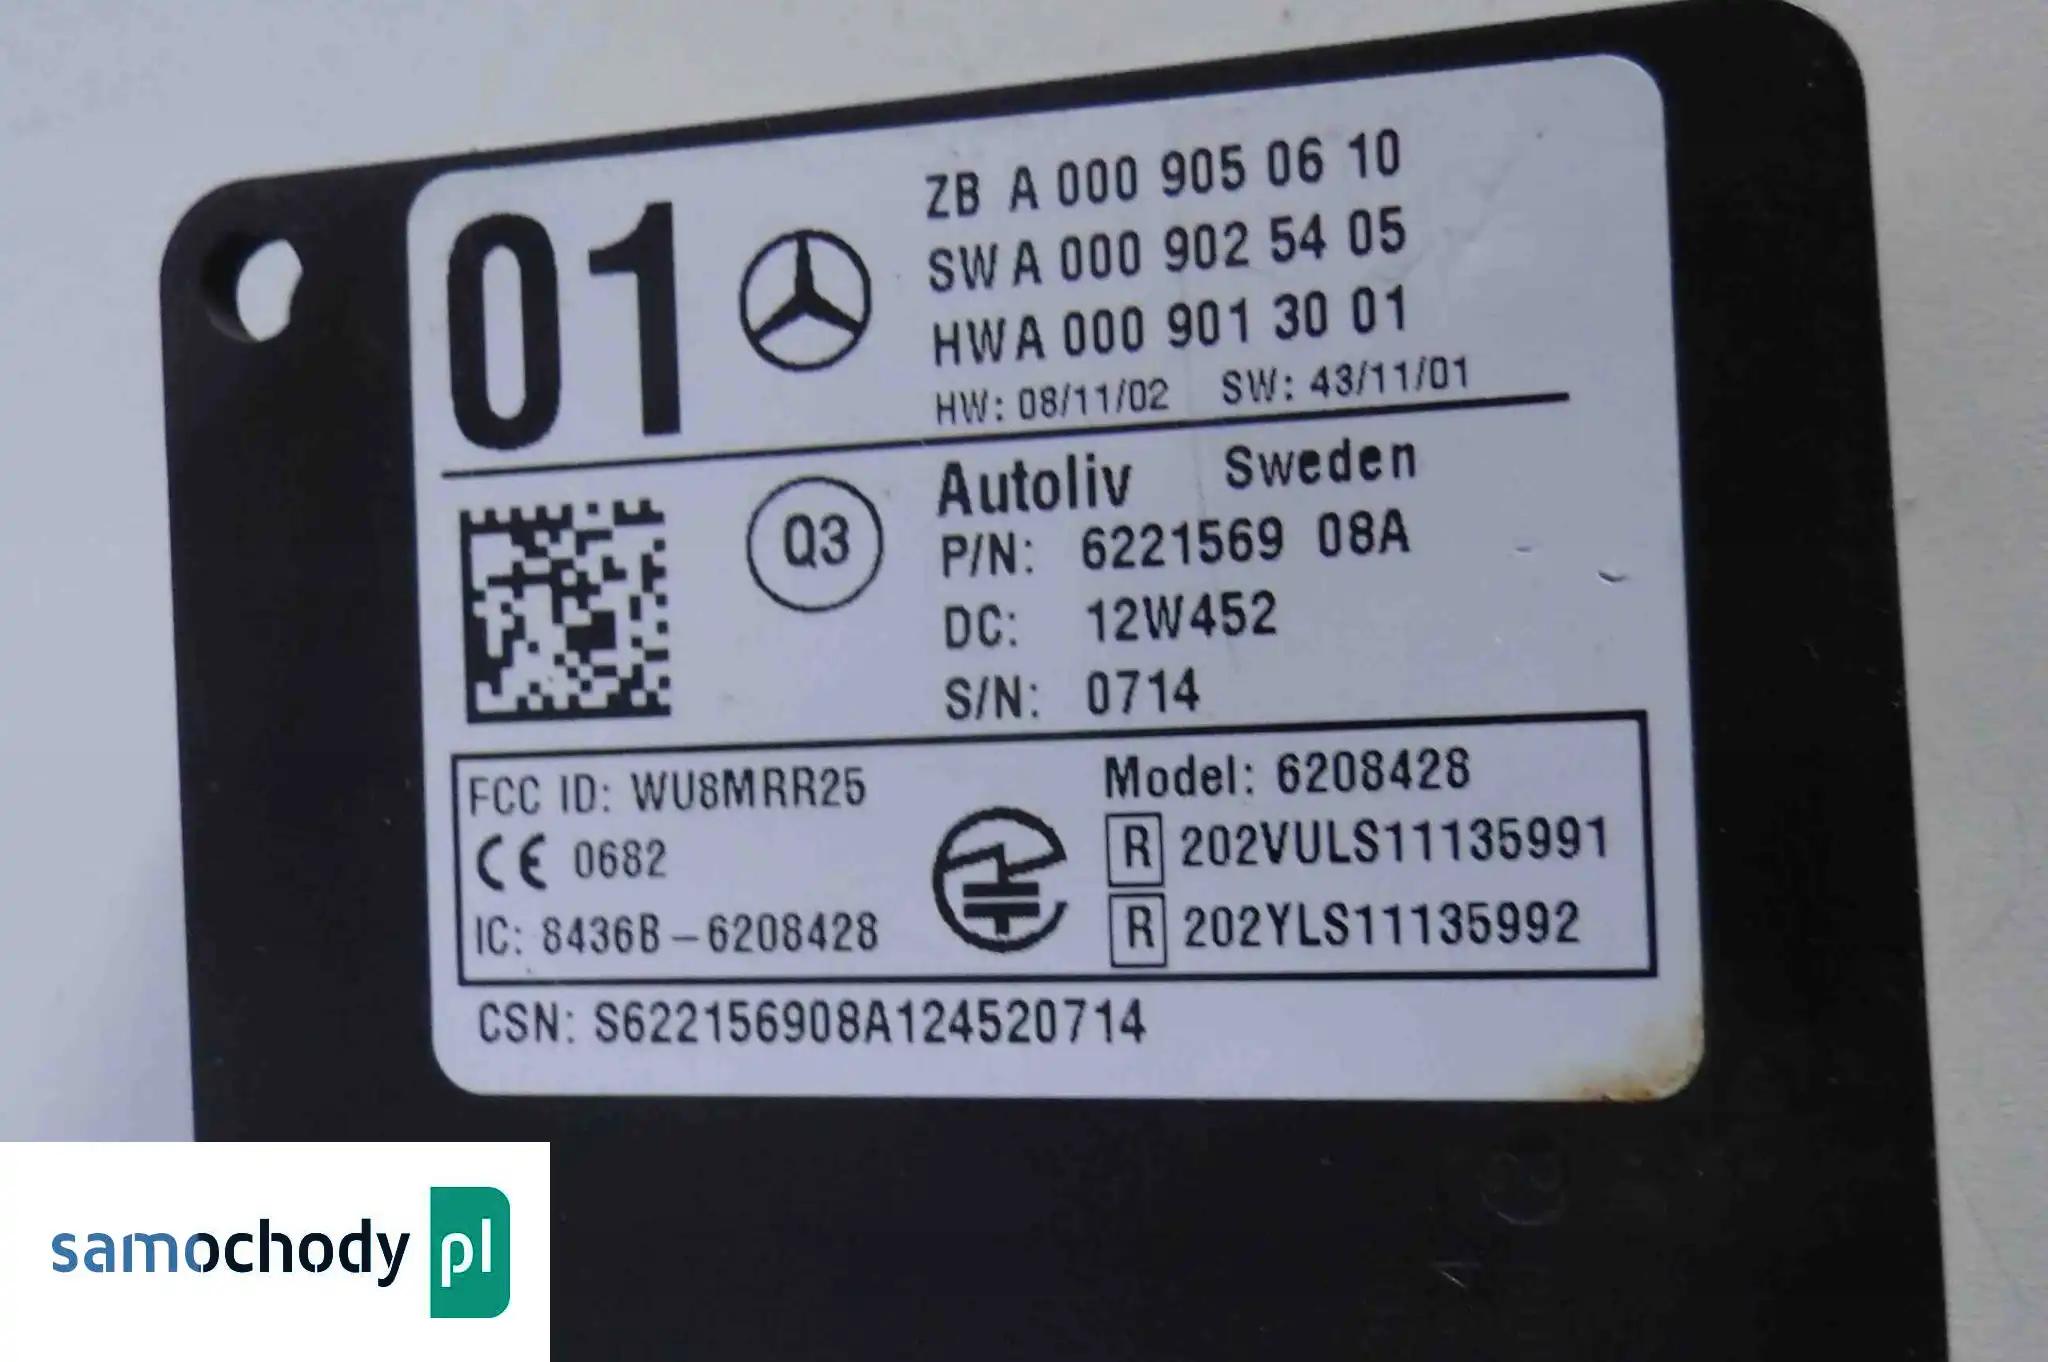 01
ZB A 000 905 06 10
SW A 000 902 54 05
HW A 000 901 30 01
HW: 08/11/02 SW: 43/11/01
Q3
Autoliv Sweden
P/N: 6221569 08A
DC: 12W452
S/N: 0714
FCC ID: WU8MRR25
CE 0682
IC: 8436B-6208428
Model: 6208428
R 202VULS11135991
R 202YLS11135992
CSN: S622156908A124520714
samochody pl